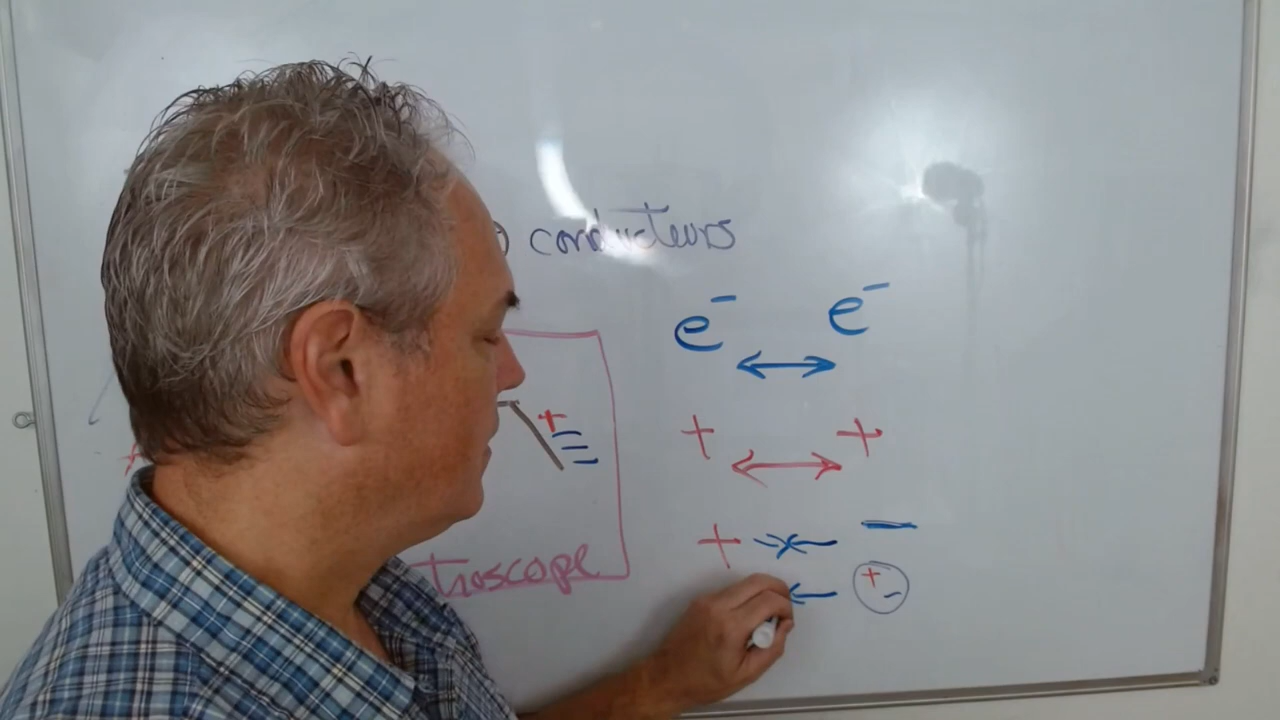 conducteurs
e⁻ e⁻
+ +
+
+ −
+ −
troscope